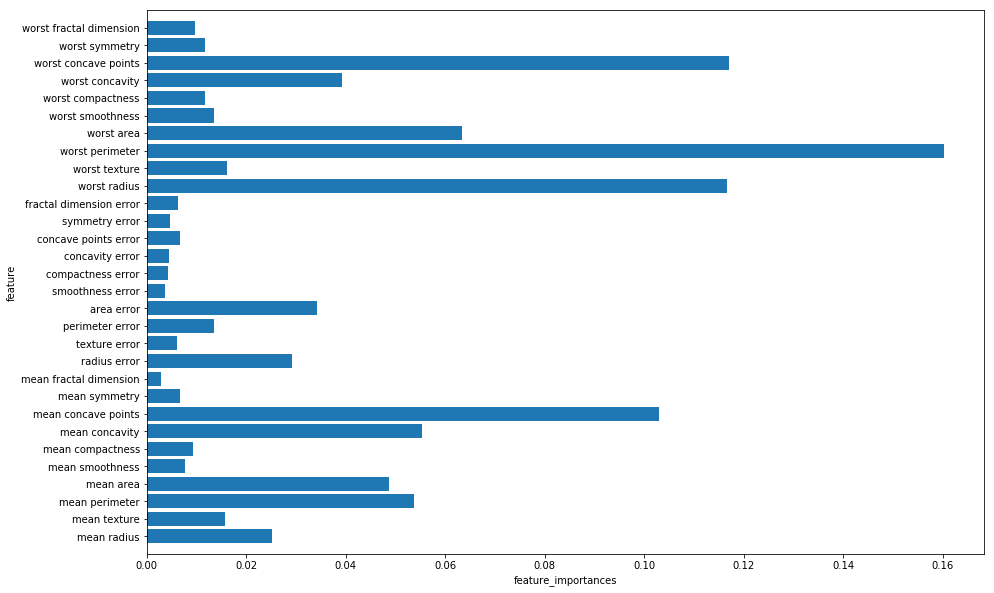 worst fractal dimension
worst symmetry
worst concave points
worst concavity
worst compactness
worst smoothness
worst area
worst perimeter
worst texture
worst radius
fractal dimension error
symmetry error
concave points error
concavity error
compactness error
smoothness error
area error
perimeter error
texture error
radius error
mean fractal dimension
mean symmetry
mean concave points
mean concavity
mean compactness
mean smoothness
mean area
mean perimeter
mean texture
mean radius
feature
0.00 0.02 0.04 0.06 0.08 0.10 0.12 0.14 0.16
feature_importances